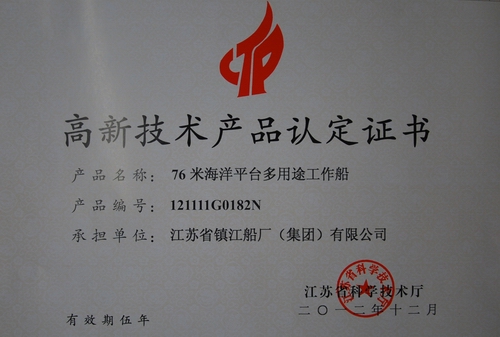 高新技术产品认定证书
产品名称：76 米海洋平台多用途工作船
产品编号：121111G0182N
承担单位：江苏省镇江船厂（集团）有限公司
江苏省科学技术厅
二〇一二年十二月
有效期伍年